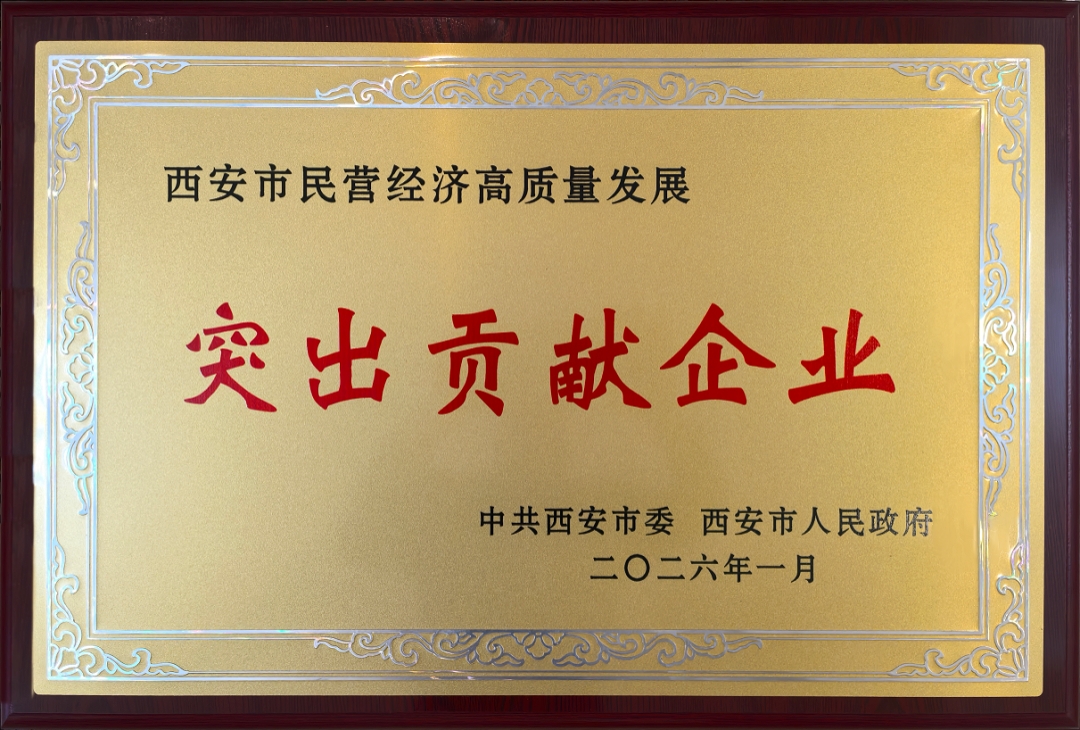 西安市民营经济高质量发展
突出贡献企业
中共西安市委 西安市人民政府
二〇二六年一月